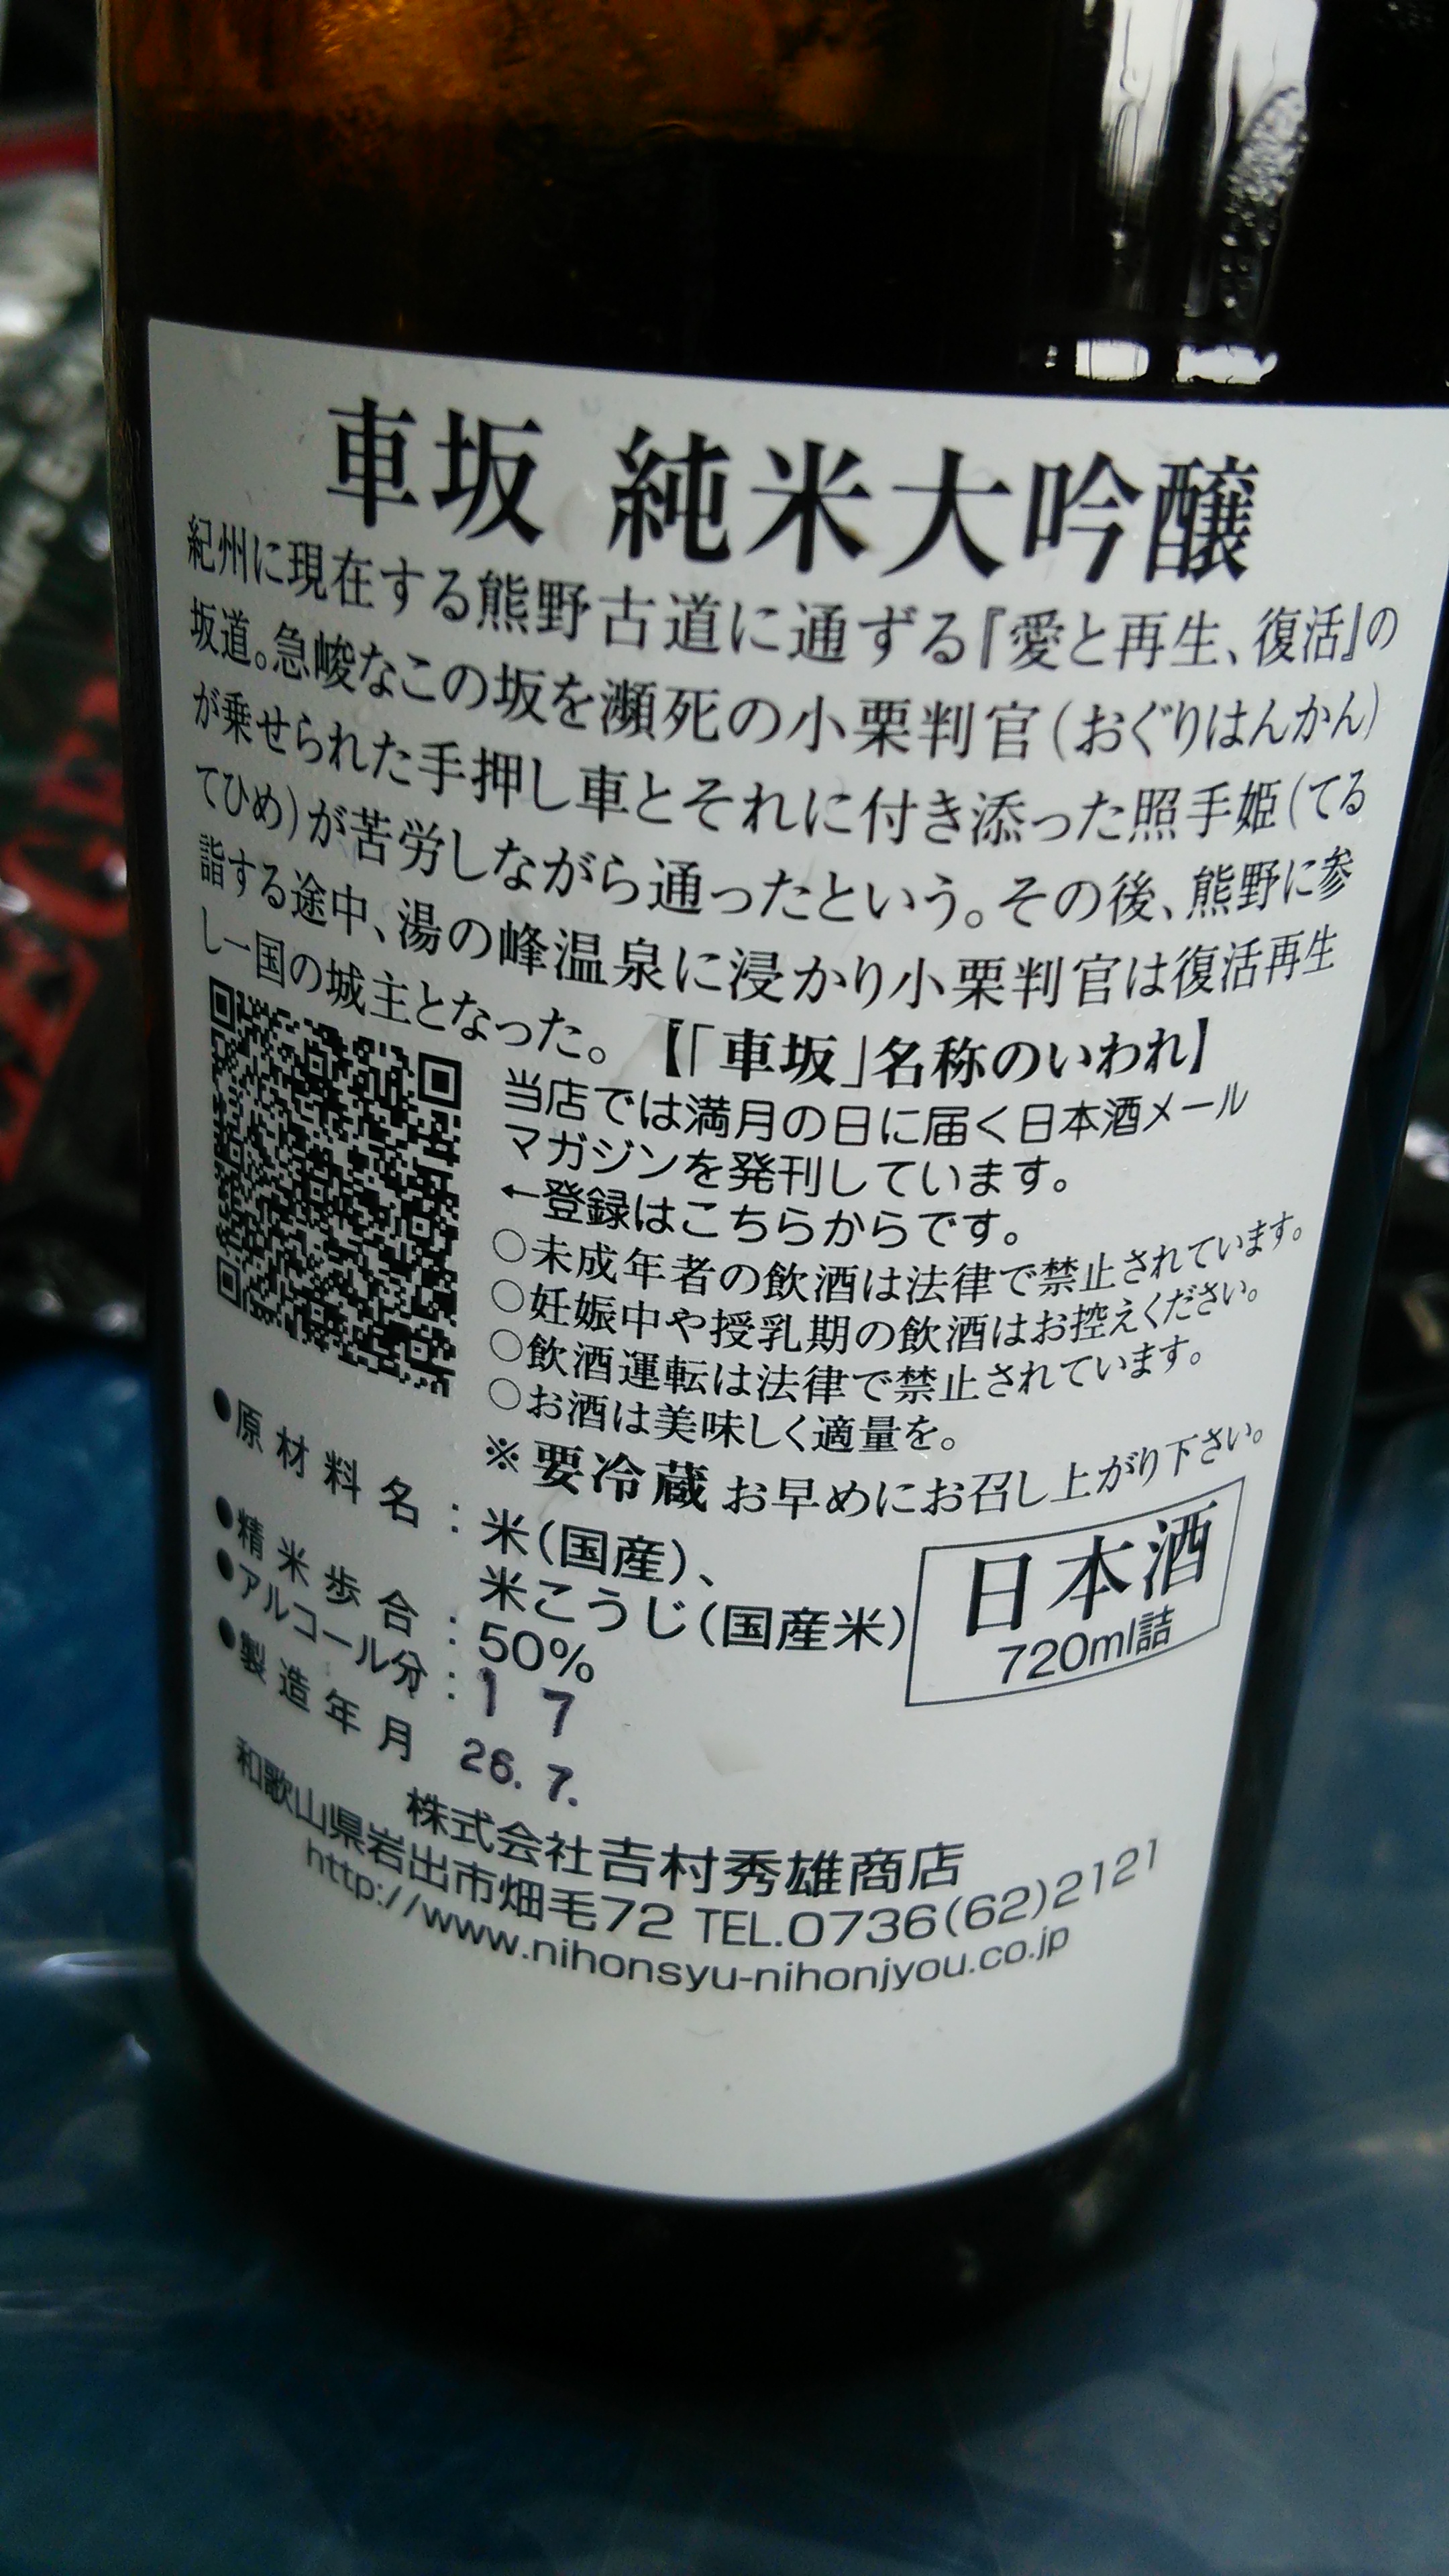 車坂 純米大吟醸
紀州に現在する熊野古道に通ずる『愛と再生、復活』の
坂道。急峻なこの坂を瀕死の小栗判官(おぐりはんかん)
が乗せられた手押し車とそれに付き添った照手姫(てる
てひめ)が苦労しながら通ったという。その後、熊野に参
詣する途中、湯の峰温泉に浸かり小栗判官は復活再生
し一国の城主となった。【「車坂」名称のいわれ】
当店では満月の日に届く日本酒メール
マガジンを発刊しています。
←登録はこちらからです。
○未成年者の飲酒は法律で禁止されています。
○妊娠中や授乳期の飲酒はお控えください。
○飲酒運転は法律で禁止されています。
○お酒は美味しく適量を。
※要冷蔵 お早めにお召し上がり下さい。
●原材料名:米(国産)、
米こうじ(国産米)
●精米歩合:50%
●アルコール分:17
●製造年月 26.7.
日本酒
720ml詰
株式会社吉村秀雄商店
和歌山県岩出市畑毛72 TEL.0736(62)2121
http://www.nihonsyu-nihonjyou.co.jp